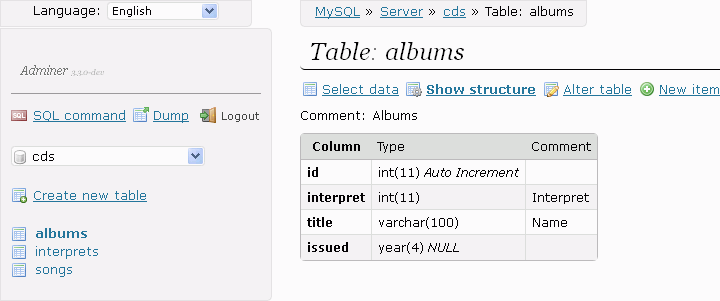 Language: English
MySQL » Server » cds » Table: albums
Table: albums
Adminer 3.3.0-dev
Select data Show structure Alter table New item
SQL SQL command Dump Logout
Comment: Albums
cds
Column Type Comment
id int(11) Auto Increment
interpret int(11) Interpret
title varchar(100) Name
issued year(4) NULL
Create new table
albums
interprets
songs